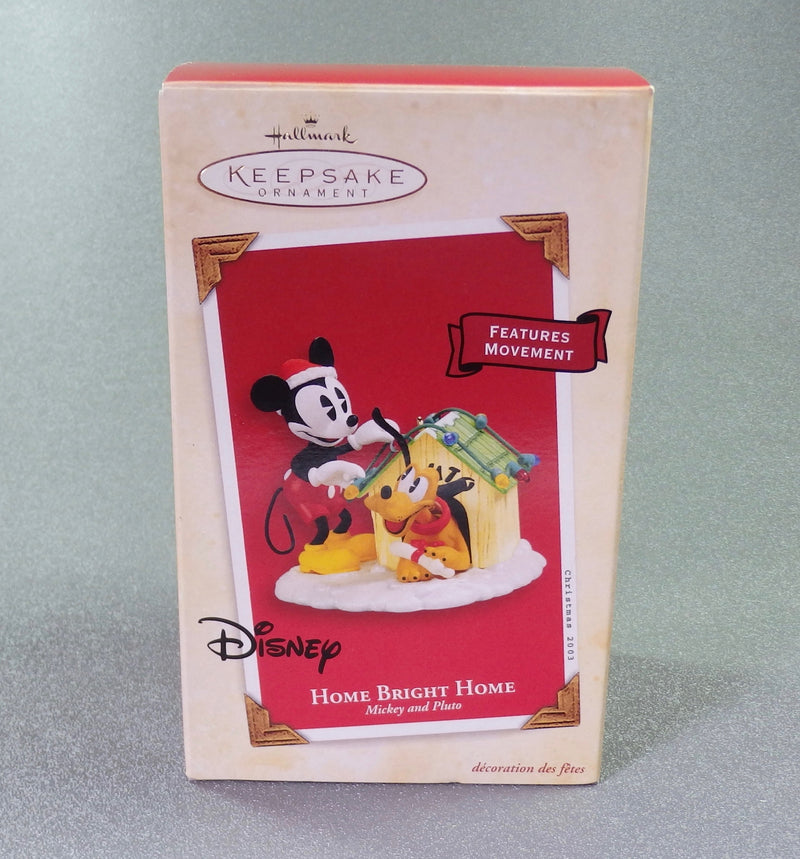 Hallmark
KEEPSAKE
ORNAMENT
FEATURES
MOVEMENT
Christmas 2003
Disney
HOME BRIGHT HOME
Mickey and Pluto
décoration des fêtes